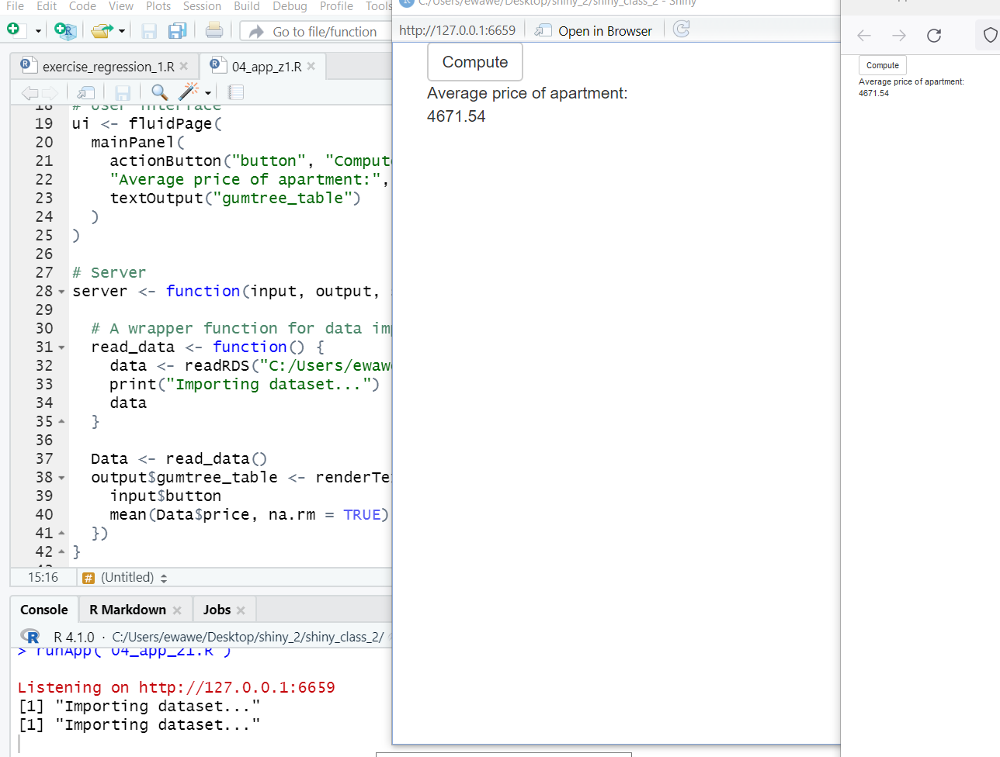 File Edit Code View Plots Session Build Debug Profile Tools
Go to file/function
exercise_regression_1.R
04_app_z1.R
18 # User interface
19 ui <- fluidPage(
20 mainPanel(
21 actionButton("button", "Comput
22 "Average price of apartment:",
23 textOutput("gumtree_table")
24 )
25 )
26
27 # Server
28 server <- function(input, output,
29
30 # A wrapper function for data im
31 read_data <- function() {
32 data <- readRDS("C:/Users/ewaw
33 print("Importing dataset...")
34 data
35 }
36
37 Data <- read_data()
38 output$gumtree_table <- renderTe
39 input$button
40 mean(Data$price, na.rm = TRUE)
41 })
42 }
15:16 # (Untitled)
Console R Markdown Jobs
R 4.1.0 · C:/Users/ewawe/Desktop/shiny_2/shiny_class_2/
> runApp('04_app_z1.R')
Listening on http://127.0.0.1:6659
[1] "Importing dataset..."
[1] "Importing dataset..."
C:/Users/ewawe/Desktop/shiny_2/shiny_class_2 - Shiny
http://127.0.0.1:6659 Open in Browser
Compute
Average price of apartment:
4671.54
Compute
Average price of apartment:
4671.54